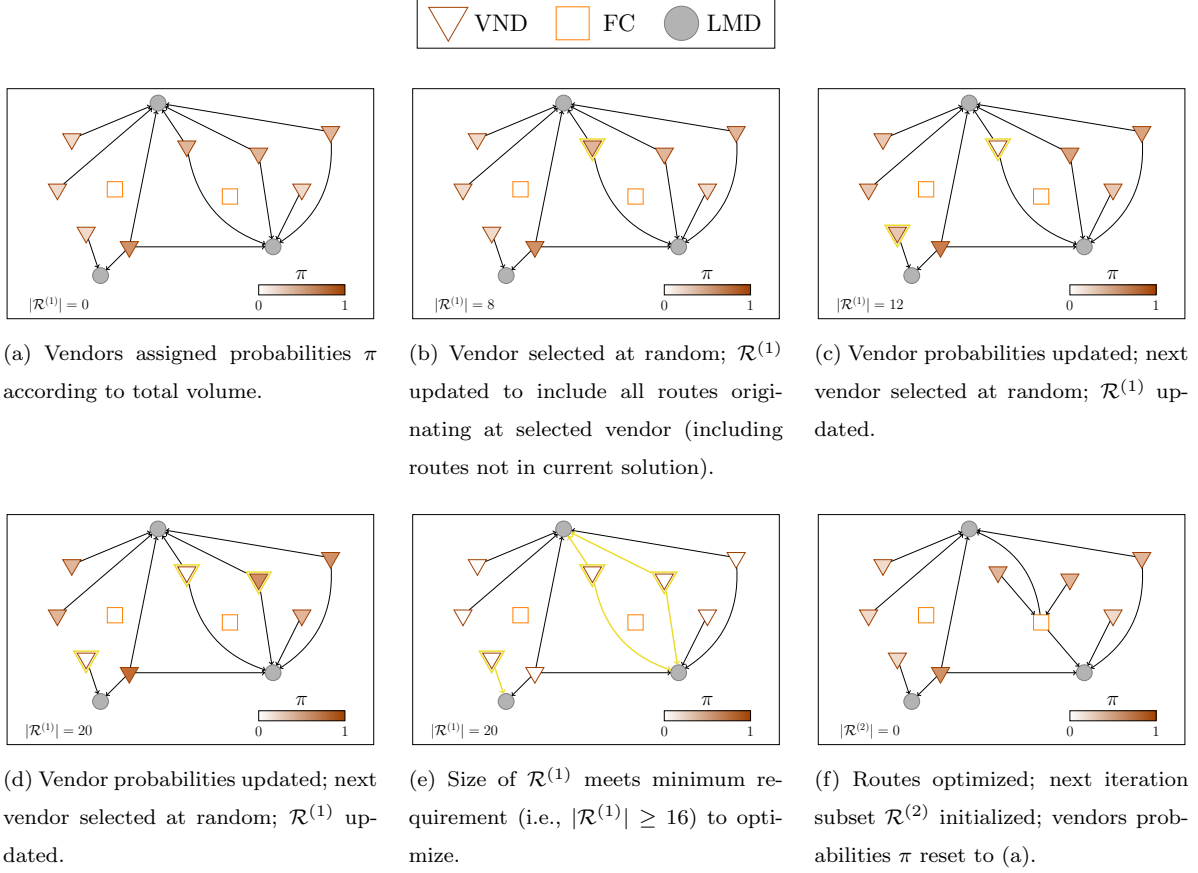 VND FC LMD
π
0 1
|R^(1)| = 0
π
0 1
|R^(1)| = 8
π
0 1
|R^(1)| = 12
(a) Vendors assigned probabilities π
according to total volume.
(b) Vendor selected at random; R^(1)
updated to include all routes origi-
nating at selected vendor (including
routes not in current solution).
(c) Vendor probabilities updated; next
vendor selected at random; R^(1) up-
dated.
π
0 1
|R^(1)| = 20
π
0 1
|R^(1)| = 20
π
0 1
|R^(2)| = 0
(d) Vendor probabilities updated; next
vendor selected at random; R^(1) up-
dated.
(e) Size of R^(1) meets minimum re-
quirement (i.e., |R^(1)| ≥ 16) to opti-
mize.
(f) Routes optimized; next iteration
subset R^(2) initialized; vendors prob-
abilities π reset to (a).